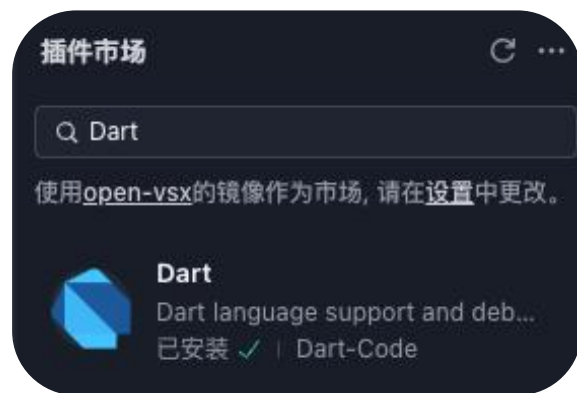 插件市场
Dart
使用open-vsx的镜像作为市场, 请在设置中更改。
Dart
Dart language support and deb...
已安装 ✓ | Dart-Code